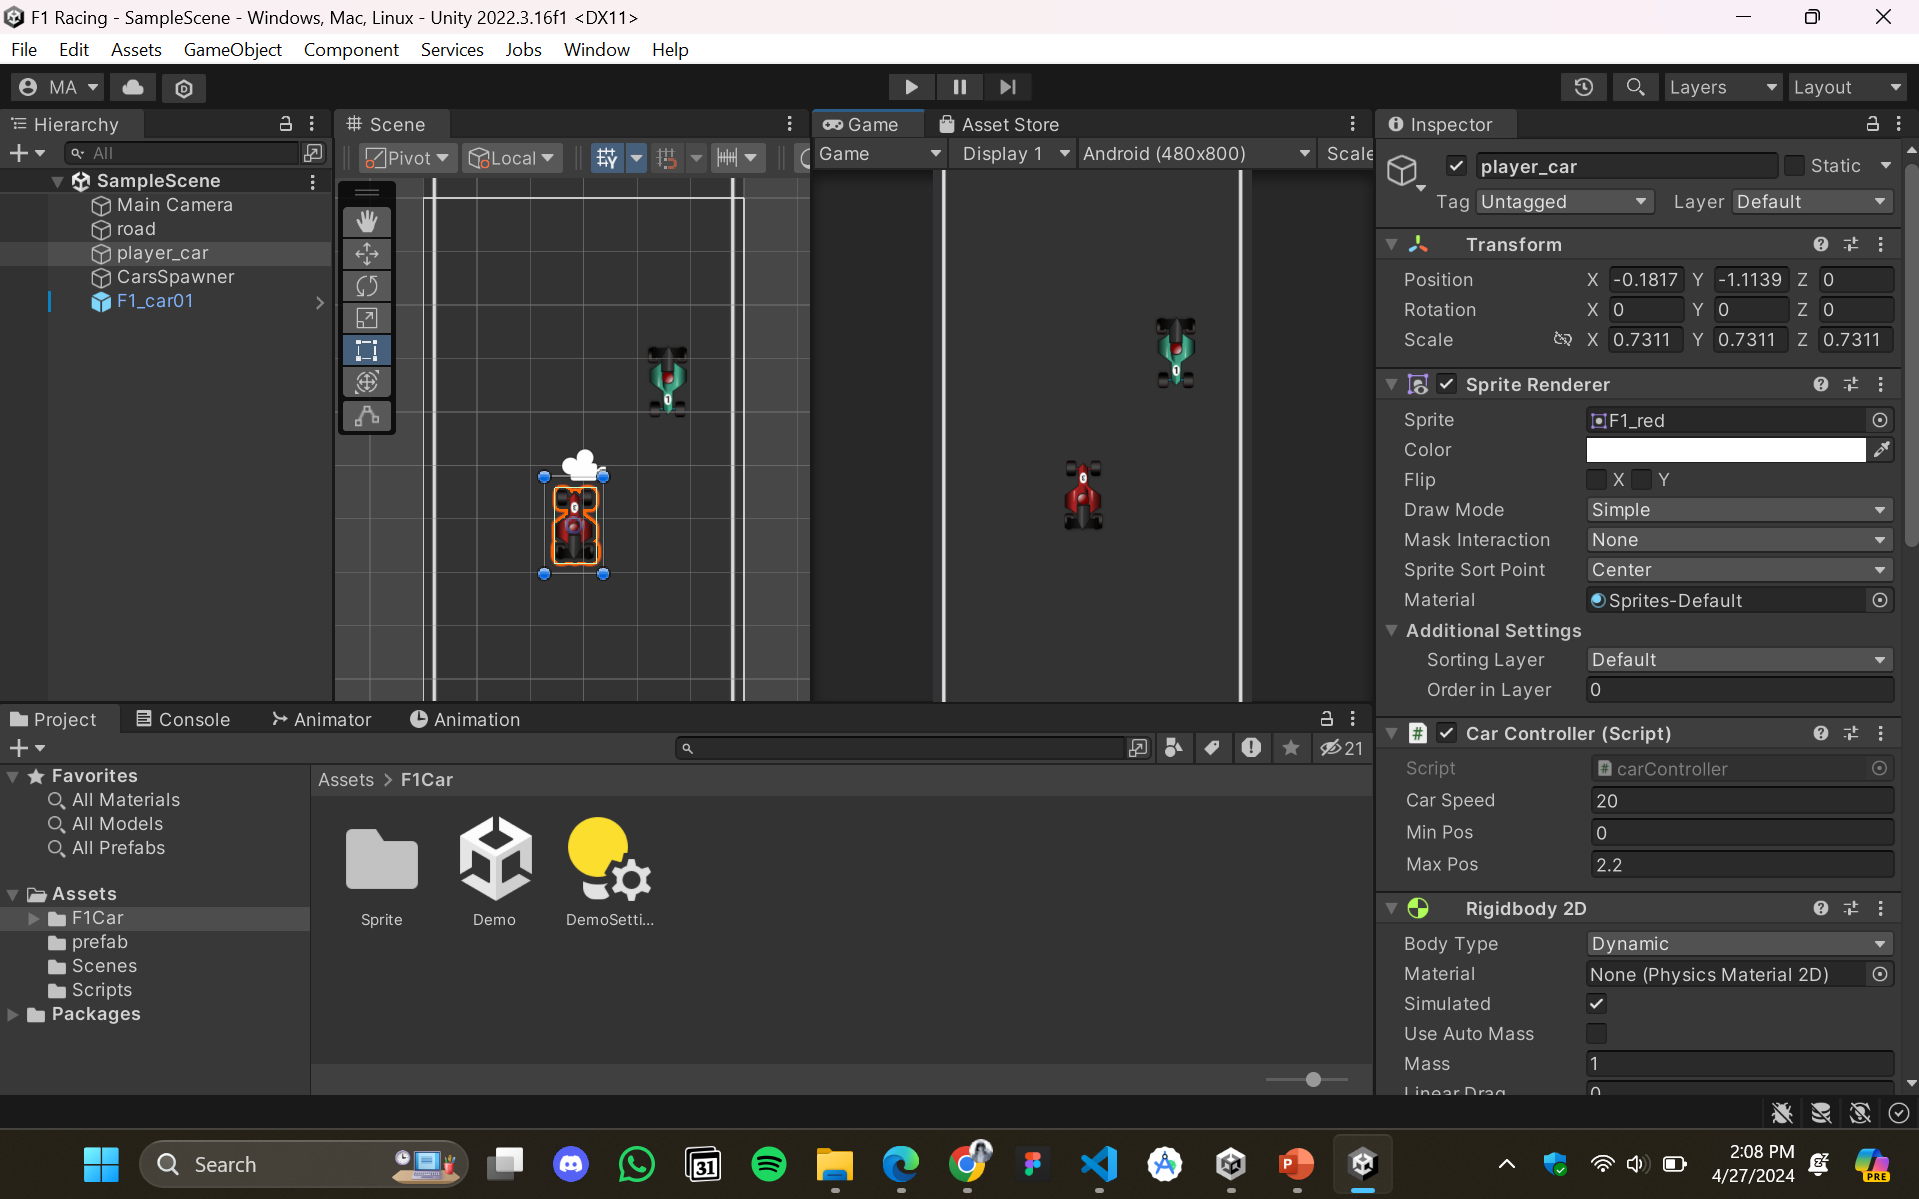 F1 Racing - SampleScene - Windows, Mac, Linux - Unity 2022.3.16f1 <DX11>
File Edit Assets GameObject Component Services Jobs Window Help
MA Layers Layout
Hierarchy
All
SampleScene
Main Camera
road
player_car
CarsSpawner
F1_car01
Scene
Pivot Local
Game Asset Store
Game Display 1 Android (480x800) Scale
Inspector
player_car Static
Tag Untagged Layer Default
Transform
Position X -0.1817 Y -1.1139 Z 0
Rotation X 0 Y 0 Z 0
Scale X 0.7311 Y 0.7311 Z 0.7311
Sprite Renderer
Sprite F1_red
Color
Flip X Y
Draw Mode Simple
Mask Interaction None
Sprite Sort Point Center
Material Sprites-Default
Additional Settings
Sorting Layer Default
Order in Layer 0
Car Controller (Script)
Script carController
Car Speed 20
Min Pos 0
Max Pos 2.2
Rigidbody 2D
Body Type Dynamic
Material None (Physics Material 2D)
Simulated
Use Auto Mass
Mass 1
Linear Drag 0
Project Console Animator Animation
21
Favorites
All Materials
All Models
All Prefabs
Assets
F1Car
prefab
Scenes
Scripts
Packages
Assets > F1Car
Sprite Demo DemoSetti...
Search
31
2:08 PM
4/27/2024
PRE